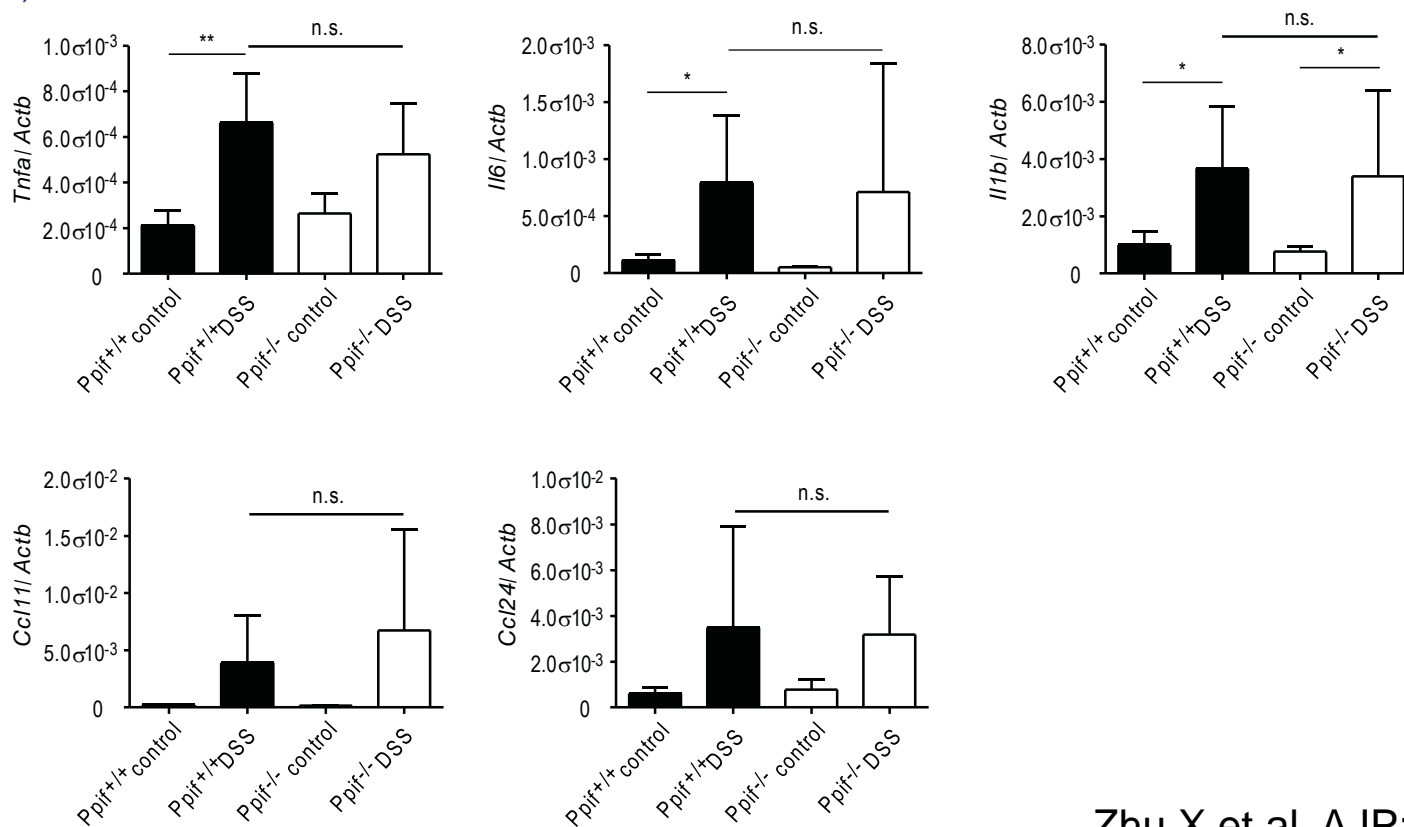 n.s.
**
1.0σ10-3
8.0σ10-4
6.0σ10-4
4.0σ10-4
2.0σ10-4
0
Tnfa/ Actb
Ppif+/+ control
Ppif+/+DSS
Ppif-/- control
Ppif-/- DSS
n.s.
*
2.0σ10-3
1.5σ10-3
1.0σ10-3
5.0σ10-4
0
Il6/ Actb
Ppif+/+ control
Ppif+/+DSS
Ppif-/- control
Ppif-/- DSS
n.s.
*
*
8.0σ10-3
6.0σ10-3
4.0σ10-3
2.0σ10-3
0
Il1b/ Actb
Ppif+/+ control
Ppif+/+DSS
Ppif-/- control
Ppif-/- DSS
n.s.
2.0σ10-2
1.5σ10-2
1.0σ10-2
5.0σ10-3
0
Ccl11/ Actb
Ppif+/+ control
Ppif+/+DSS
Ppif-/- control
Ppif-/- DSS
n.s.
1.0σ10-2
8.0σ10-3
6.0σ10-3
4.0σ10-3
2.0σ10-3
0
Ccl24/ Actb
Ppif+/+ control
Ppif+/+DSS
Ppif-/- control
Ppif-/- DSS
Zhu X et al. AJP: